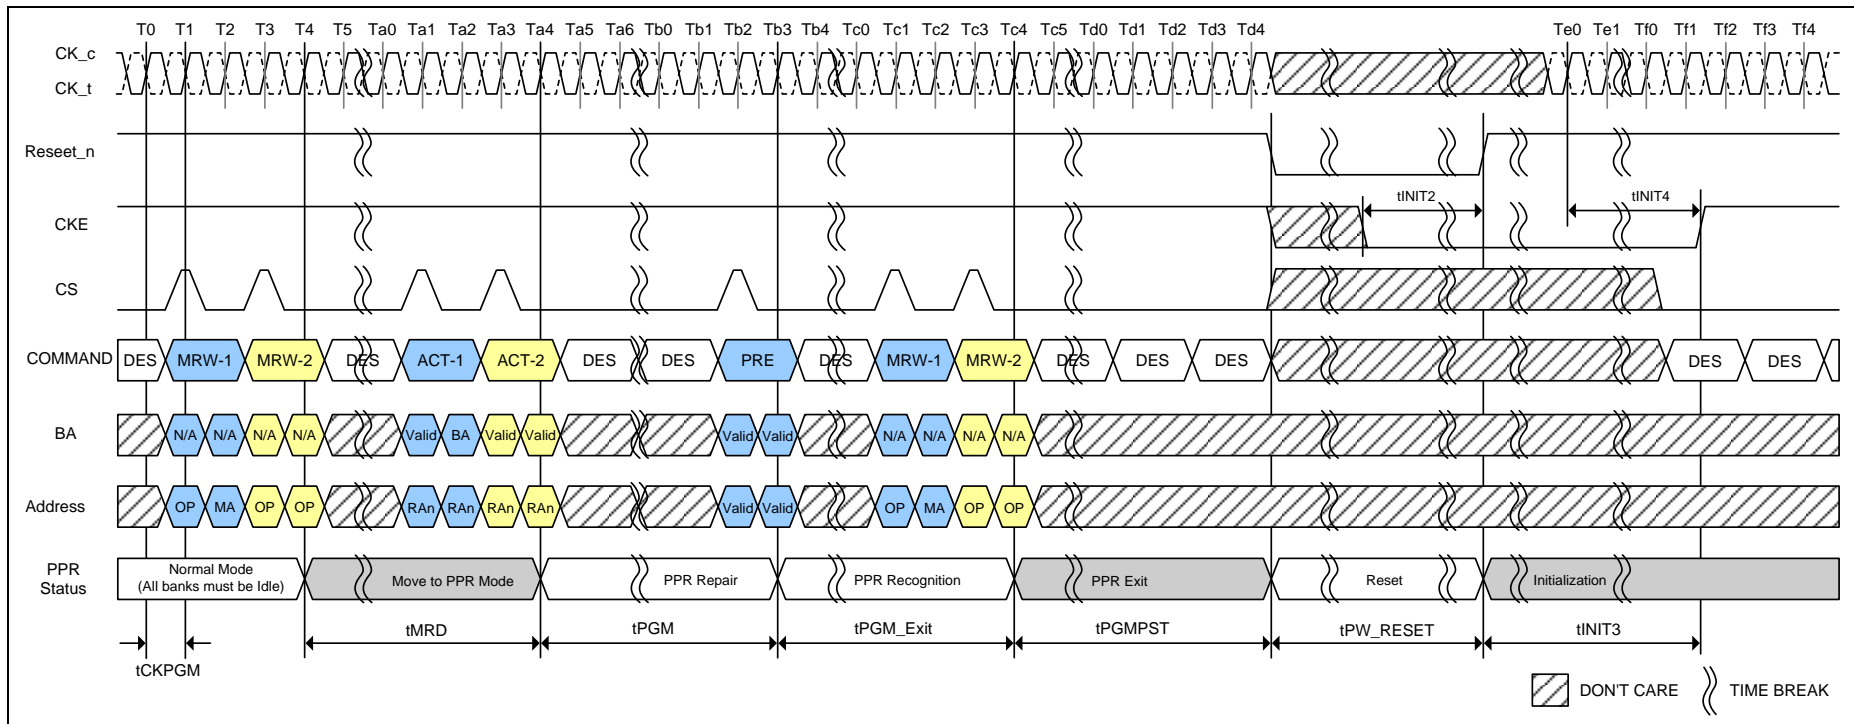 T0 T1 T2 T3 T4 T5 Ta0 Ta1 Ta2 Ta3 Ta4 Ta5 Ta6 Tb0 Tb1 Tb2 Tb3 Tb4 Tc0 Tc1 Tc2 Tc3 Tc4 Tc5 Td0 Td1 Td2 Td3 Td4 Te0 Te1 Tf0 Tf1 Tf2 Tf3 Tf4
CK_c
CK_t
Reseet_n
tINIT2 tINIT4
CKE
CS
COMMAND DES MRW-1 MRW-2 DES ACT-1 ACT-2 DES DES PRE DES MRW-1 MRW-2 DES DES DES DES DES
BA N/A N/A N/A N/A Valid BA Valid Valid Valid Valid N/A N/A N/A N/A
Address OP MA OP OP RAn RAn RAn RAn Valid Valid OP MA OP OP
PPR Status Normal Mode (All banks must be Idle) Move to PPR Mode PPR Repair PPR Recognition PPR Exit Reset Initialization
tMRD tPGM tPGM_Exit tPGMPST tPW_RESET tINIT3
tCKPGM
DON'T CARE TIME BREAK